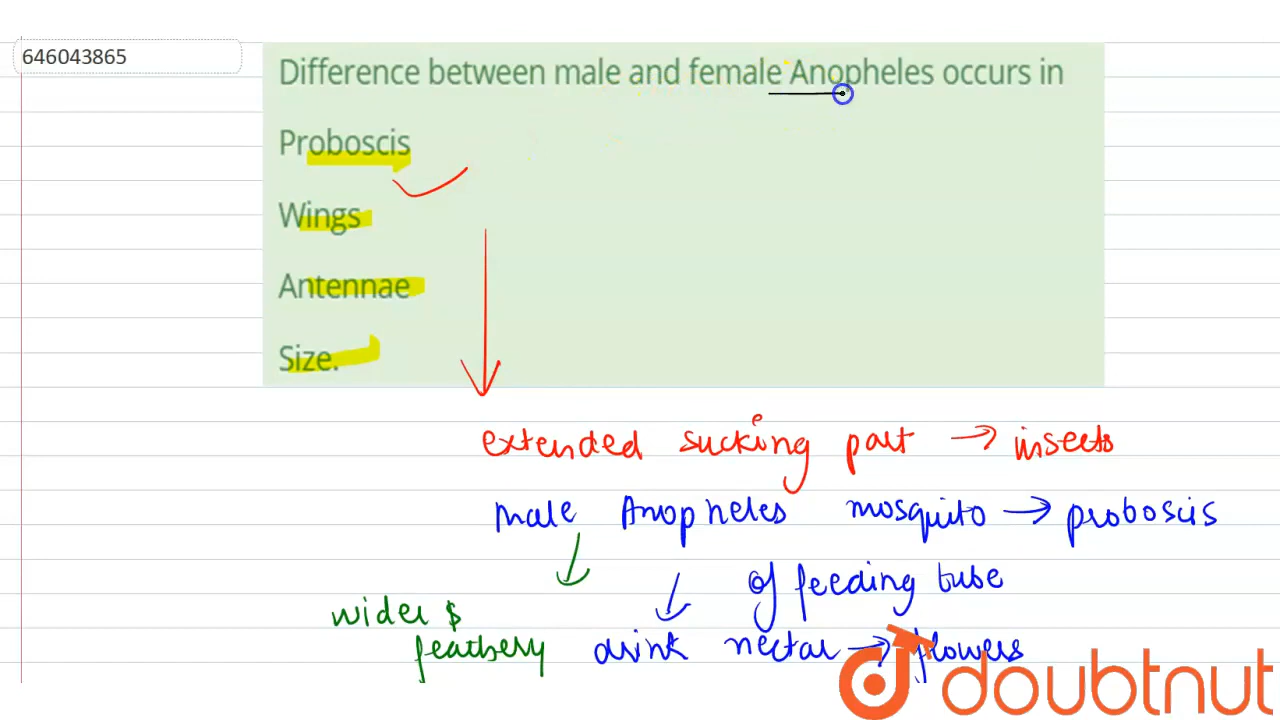 646043865
Difference between male and female Anopheles occurs in
Proboscis
Wings
Antennae
Size.
extended sucking part → insects
male Anopheles mosquito → proboscis
of feeding tube
wider &
feathery drink nectar → flowers
doubtnut